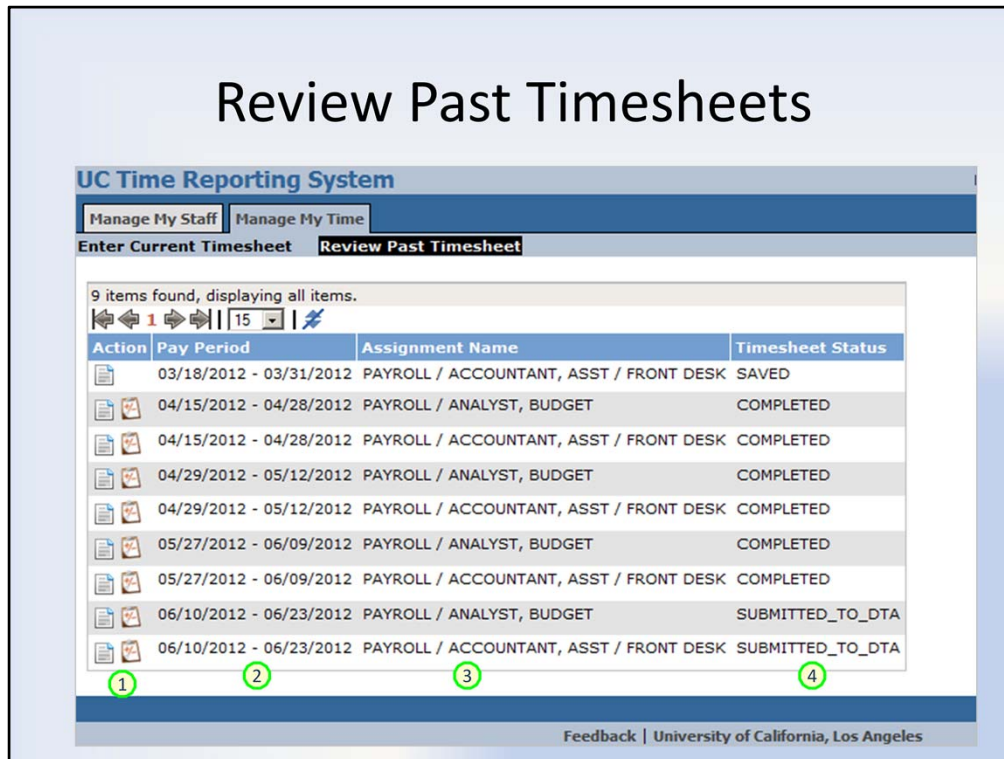 Review Past Timesheets
UC Time Reporting System
Manage My Staff Manage My Time
Enter Current Timesheet Review Past Timesheet
9 items found, displaying all items.
1 | 15 |
Action Pay Period Assignment Name Timesheet Status
03/18/2012 - 03/31/2012 PAYROLL / ACCOUNTANT, ASST / FRONT DESK SAVED
04/15/2012 - 04/28/2012 PAYROLL / ANALYST, BUDGET COMPLETED
04/15/2012 - 04/28/2012 PAYROLL / ACCOUNTANT, ASST / FRONT DESK COMPLETED
04/29/2012 - 05/12/2012 PAYROLL / ANALYST, BUDGET COMPLETED
04/29/2012 - 05/12/2012 PAYROLL / ACCOUNTANT, ASST / FRONT DESK COMPLETED
05/27/2012 - 06/09/2012 PAYROLL / ANALYST, BUDGET COMPLETED
05/27/2012 - 06/09/2012 PAYROLL / ACCOUNTANT, ASST / FRONT DESK COMPLETED
06/10/2012 - 06/23/2012 PAYROLL / ANALYST, BUDGET SUBMITTED_TO_DTA
06/10/2012 - 06/23/2012 PAYROLL / ACCOUNTANT, ASST / FRONT DESK SUBMITTED_TO_DTA
1 2 3 4
Feedback | University of California, Los Angeles